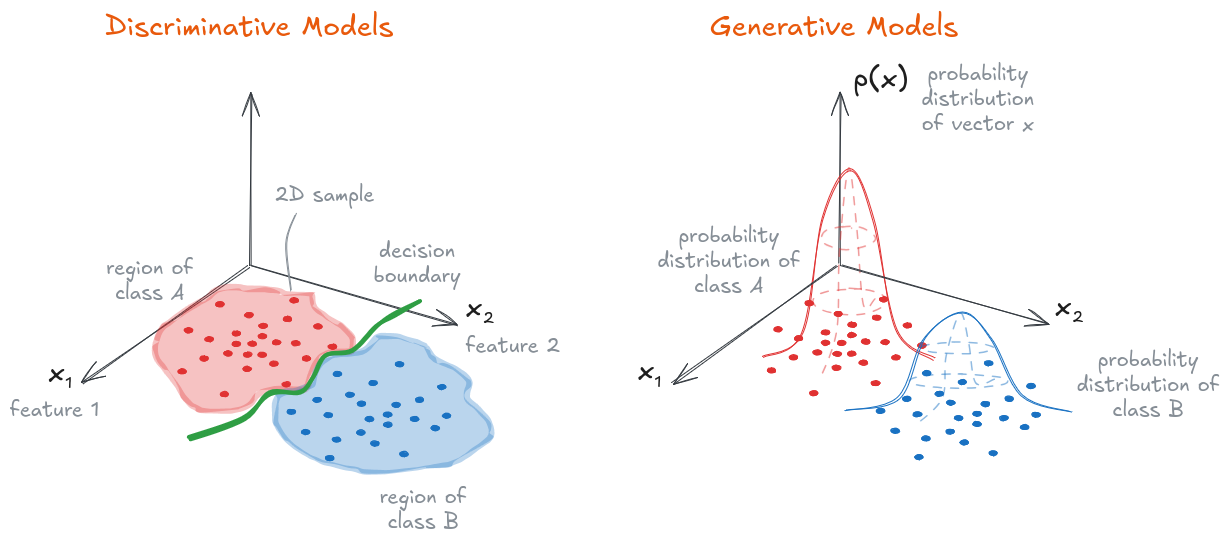 Discriminative Models
2D sample
decision
boundary
region of
class A
x₂
feature 2
x₁
feature 1
region of
class B
Generative Models
p(x)
probability
distribution
of vector x
probability
distribution of
class A
x₂
x₁
probability
distribution of
class B